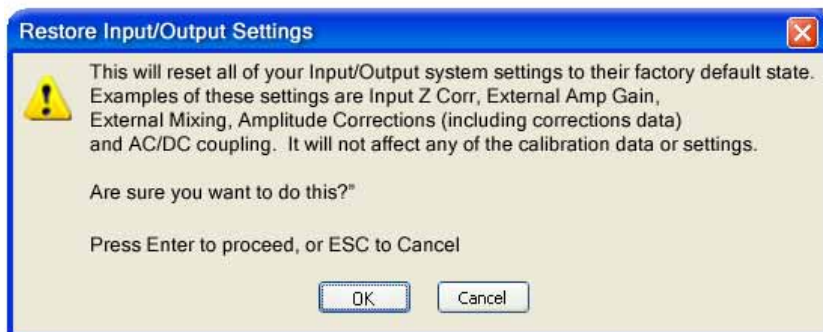 Restore Input/Output Settings
This will reset all of your Input/Output system settings to their factory default state.
Examples of these settings are Input Z Corr, External Amp Gain,
External Mixing, Amplitude Corrections (including corrections data)
and AC/DC coupling. It will not affect any of the calibration data or settings.
Are sure you want to do this?"
Press Enter to proceed, or ESC to Cancel
OK
Cancel